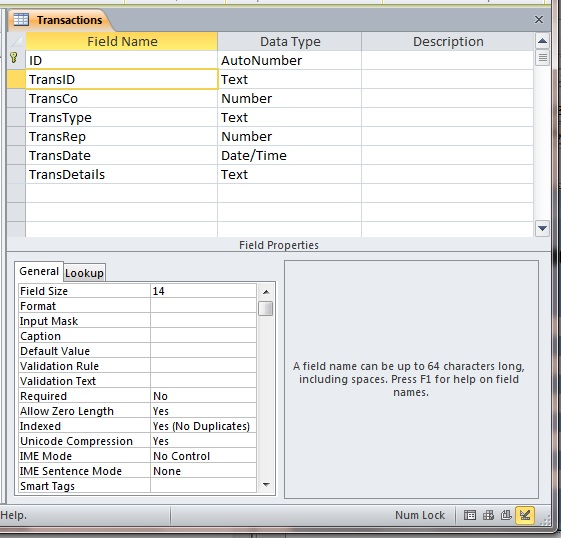 Transactions
Field Name Data Type Description
ID AutoNumber
TransID Text
TransCo Number
TransType Text
TransRep Number
TransDate Date/Time
TransDetails Text
Field Properties
General Lookup
Field Size 14
Format
Input Mask
Caption
Default Value
Validation Rule
Validation Text
Required No
Allow Zero Length Yes
Indexed Yes (No Duplicates)
Unicode Compression Yes
IME Mode No Control
IME Sentence Mode None
Smart Tags
A field name can be up to 64 characters long,
including spaces. Press F1 for help on field
names.
Help. Num Lock